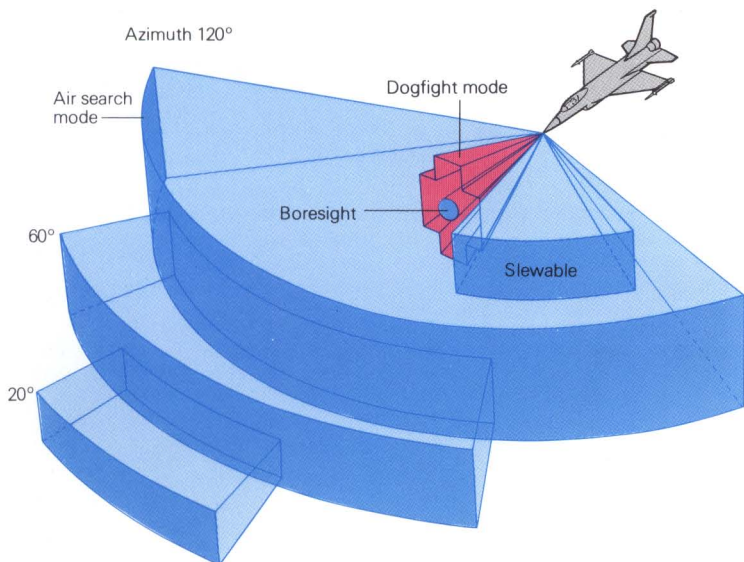 Azimuth 120°
Air search
mode
Dogfight mode
Boresight
60°
Slewable
20°